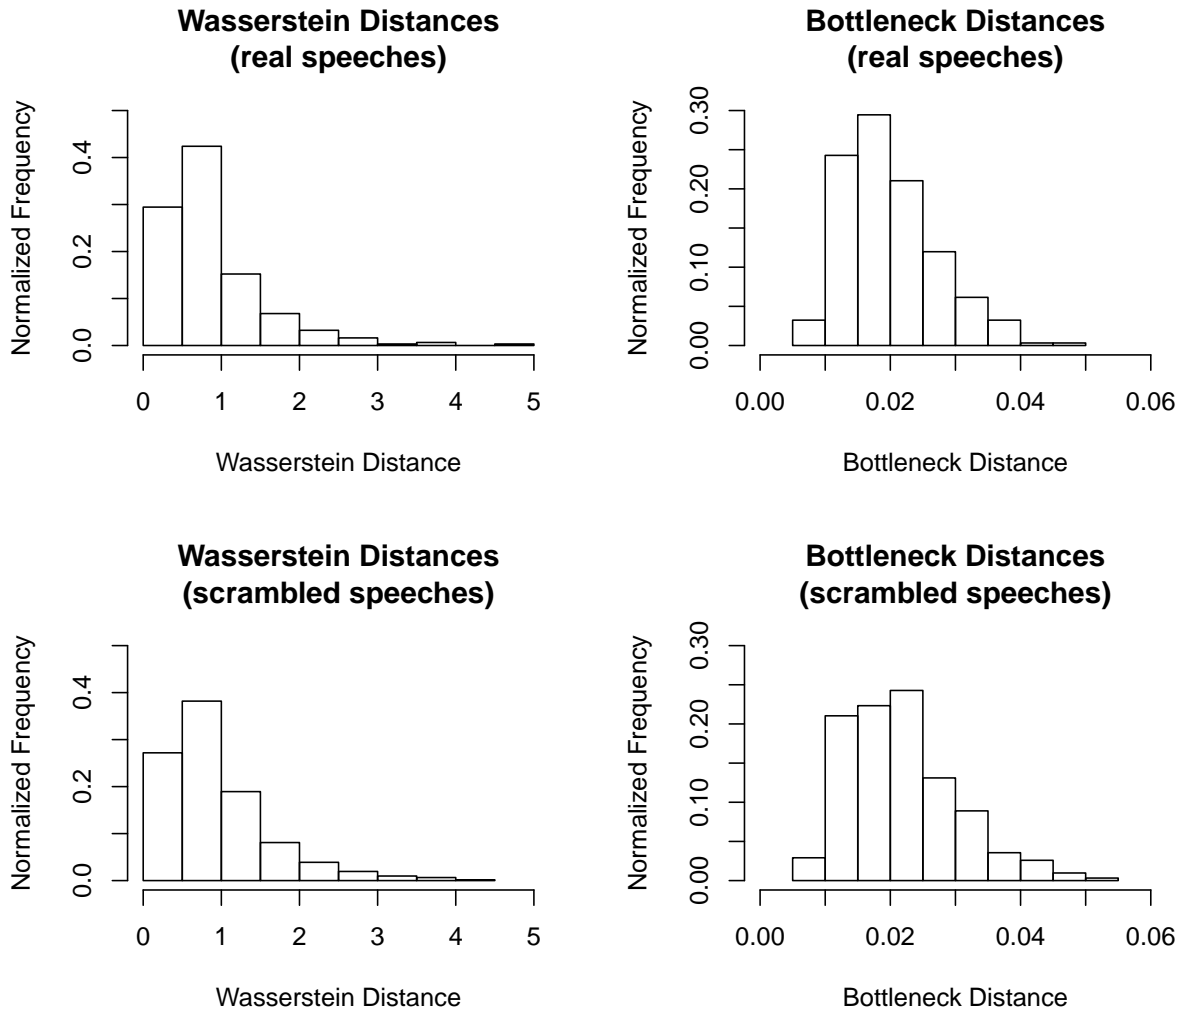 Wasserstein Distances
(real speeches)
Normalized Frequency
0.0
0.2
0.4
0 1 2 3 4 5
Wasserstein Distance
Bottleneck Distances
(real speeches)
Normalized Frequency
0.00
0.10
0.20
0.30
0.00 0.02 0.04 0.06
Bottleneck Distance
Wasserstein Distances
(scrambled speeches)
Normalized Frequency
0.0
0.2
0.4
0 1 2 3 4 5
Wasserstein Distance
Bottleneck Distances
(scrambled speeches)
Normalized Frequency
0.00
0.10
0.20
0.30
0.00 0.02 0.04 0.06
Bottleneck Distance